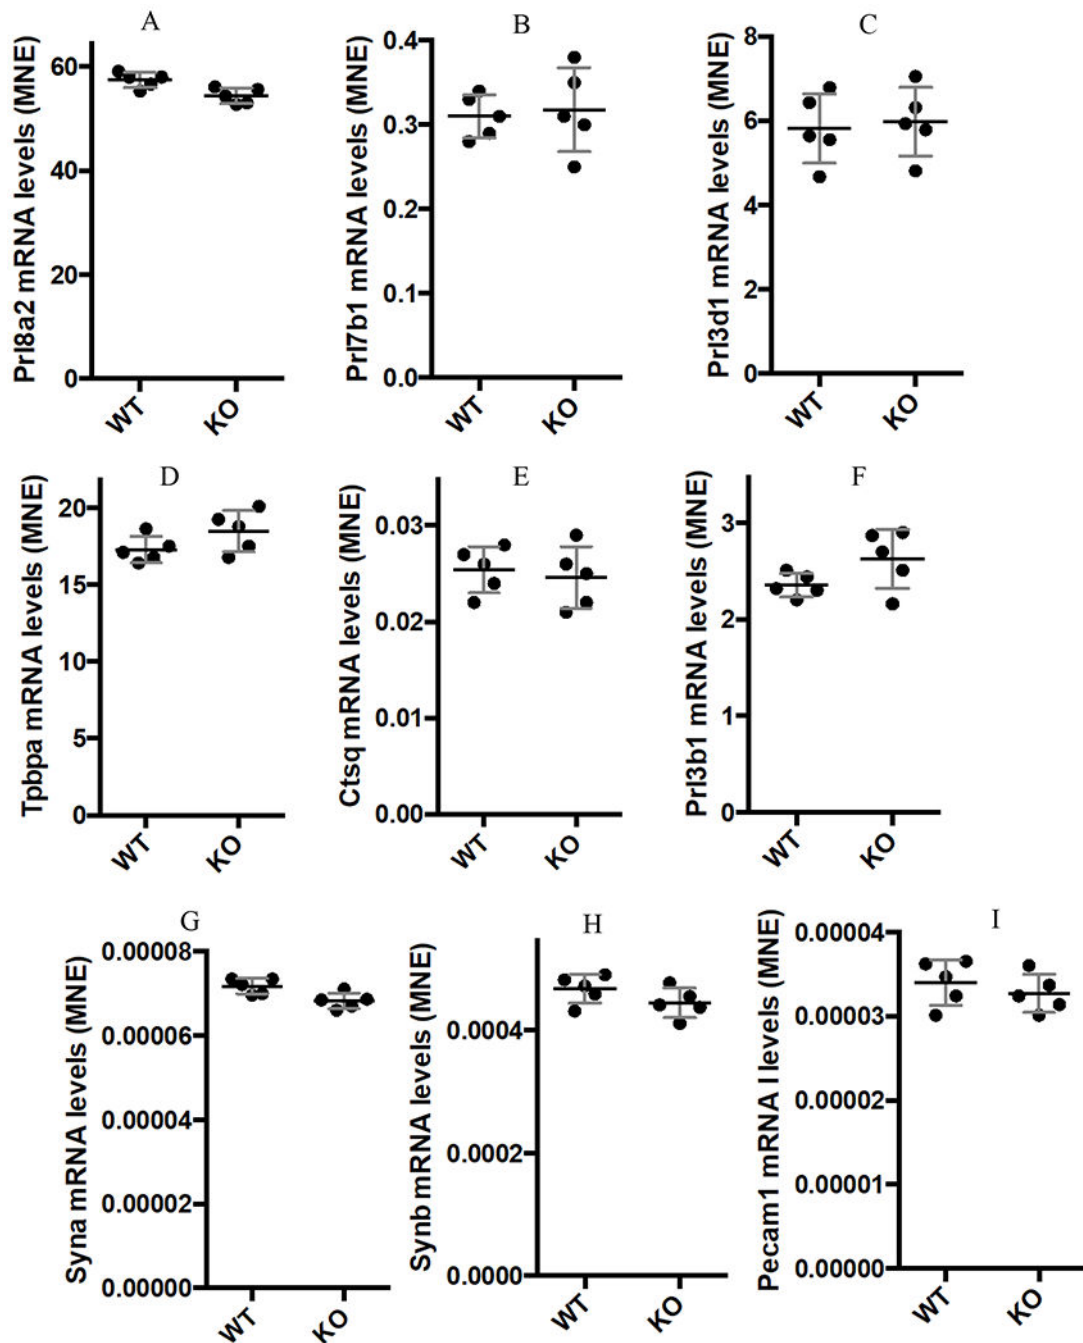 A
Prl8a2 mRNA levels (MNE)
60
40
20
0
WT
KO
B
Prl7b1 mRNA levels (MNE)
0.4
0.3
0.2
0.1
0.0
WT
KO
C
Prl3d1 mRNA levels (MNE)
8
6
4
2
0
WT
KO
D
Tpbpa mRNA levels (MNE)
20
15
10
5
0
WT
KO
E
Ctsq mRNA levels (MNE)
0.03
0.02
0.01
0.00
WT
KO
F
Prl3b1 mRNA levels (MNE)
3
2
1
0
WT
KO
G
Syna mRNA levels (MNE)
0.00008
0.00006
0.00004
0.00002
0.00000
WT
KO
H
Synb mRNA levels (MNE)
0.0004
0.0002
0.0000
WT
KO
I
Pecam1 mRNA l levels (MNE)
0.00004
0.00003
0.00002
0.00001
0.00000
WT
KO